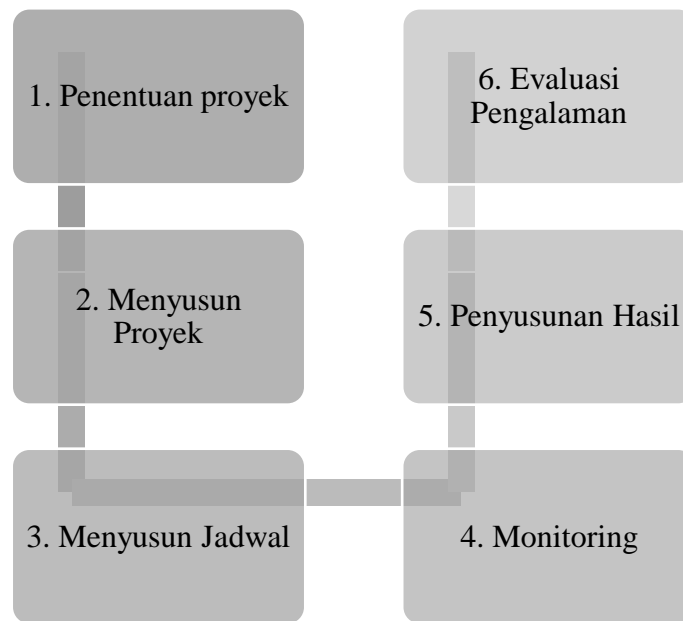 1. Penentuan proyek
2. Menyusun
Proyek
3. Menyusun Jadwal
4. Monitoring
5. Penyusunan Hasil
6. Evaluasi
Pengalaman